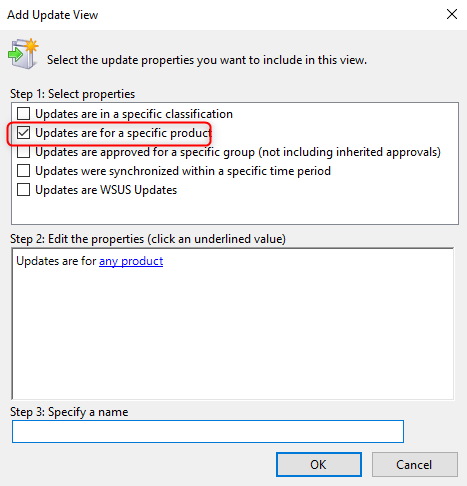 Add Update View
Select the update properties you want to include in this view.
Step 1: Select properties
Updates are in a specific classification
Updates are for a specific product
Updates are approved for a specific group (not including inherited approvals)
Updates were synchronized within a specific time period
Updates are WSUS Updates
Step 2: Edit the properties (click an underlined value)
Updates are for any product
Step 3: Specify a name
OK
Cancel